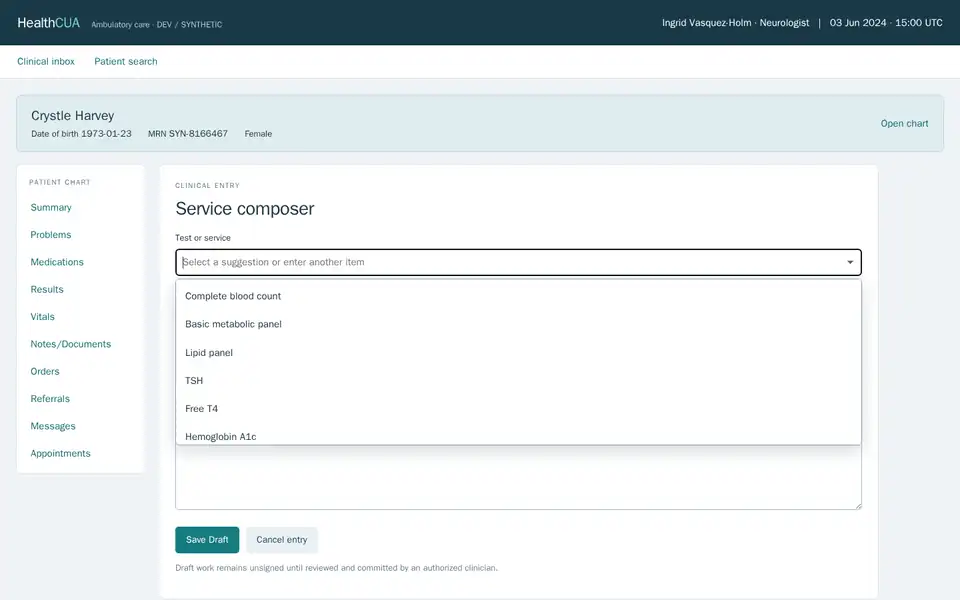 HealthCUA Ambulatory care · DEV / SYNTHETIC Ingrid Vasquez-Holm · Neurologist | 03 Jun 2024 · 15:00 UTC
Clinical inbox Patient search
Crystle Harvey
Date of birth 1973-01-23 MRN SYN-8166467 Female
Open chart
PATIENT CHART
Summary
Problems
Medications
Results
Vitals
Notes/Documents
Orders
Referrals
Messages
Appointments
CLINICAL ENTRY
Service composer
Test or service
Select a suggestion or enter another item
Complete blood count
Basic metabolic panel
Lipid panel
TSH
Free T4
Hemoglobin A1c
Save Draft Cancel entry
Draft work remains unsigned until reviewed and committed by an authorized clinician.